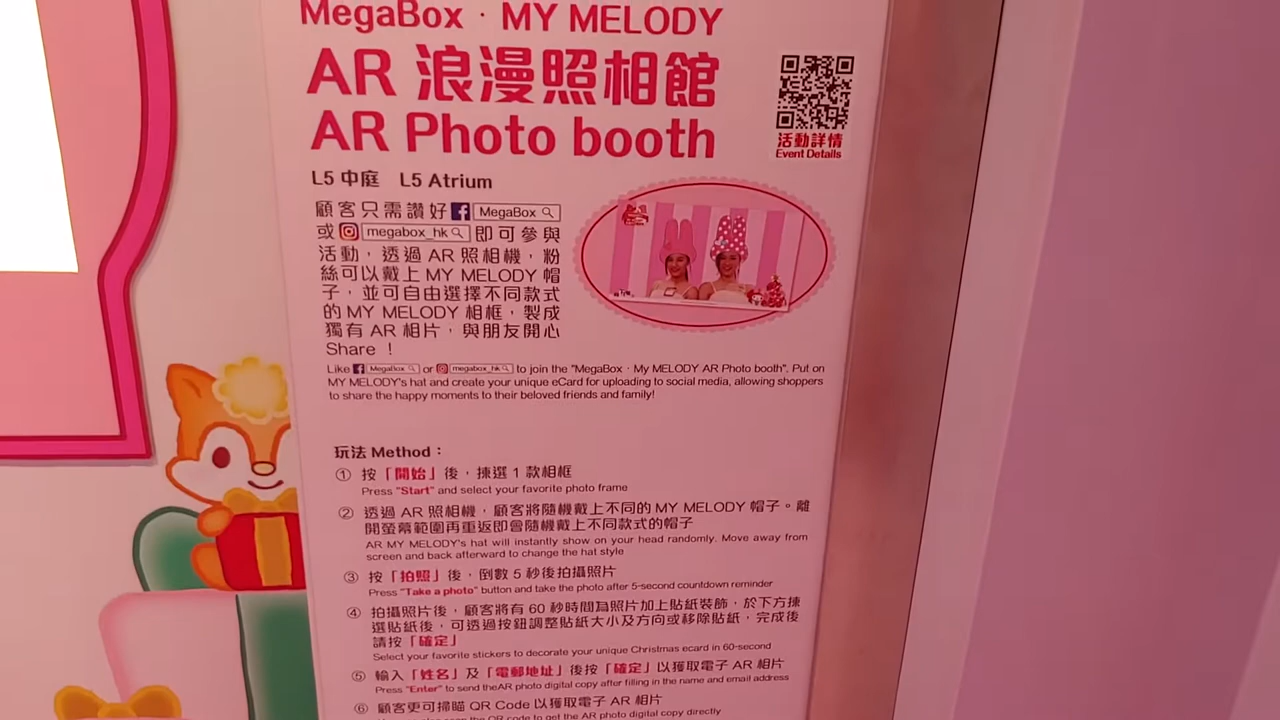 MegaBox · MY MELODY
AR 浪漫照相館
AR Photo booth
活動詳情
Event Details
L5 中庭 L5 Atrium
顧客只需讚好 MegaBox
或 megabox_hk 即可參與
活動，透過 AR 照相機，粉
絲可以戴上 MY MELODY 帽
子，並可自由選擇不同款式
的 MY MELODY 相框，製成
獨有 AR 相片，與朋友開心
Share ！
Like MegaBox or megabox_hk to join the "MegaBox · My MELODY AR Photo booth". Put on
MY MELODY's hat and create your unique eCard for uploading to social media, allowing shoppers
to share the happy moments to their beloved friends and family!
玩法 Method：
① 按「開始」後，揀選 1 款相框
Press "Start" and select your favorite photo frame
② 透過 AR 照相機，顧客將隨機戴上不同的 MY MELODY 帽子。離
開螢幕範圍再重返即會隨機戴上不同款式的帽子
AR MY MELODY's hat will instantly show on your head randomly. Move away from
screen and back afterward to change the hat style
③ 按「拍照」後，倒數 5 秒後拍攝照片
Press "Take a photo" button and take the photo after 5-second countdown reminder
④ 拍攝照片後，顧客將有 60 秒時間為照片加上貼紙裝飾，於下方揀
選貼紙後，可透過按鈕調整貼紙大小及方向或移除貼紙，完成後
請按「確定」
Select your favorite stickers to decorate your unique Christmas ecard in 60-second
⑤ 輸入「姓名」及「電郵地址」後按「確定」以獲取電子 AR 相片
Press "Enter" to send theAR photo digital copy after filling in the name and email address
⑥ 顧客更可掃瞄 QR Code 以獲取電子 AR 相片
scan the QR code to get the AR photo digital copy directly